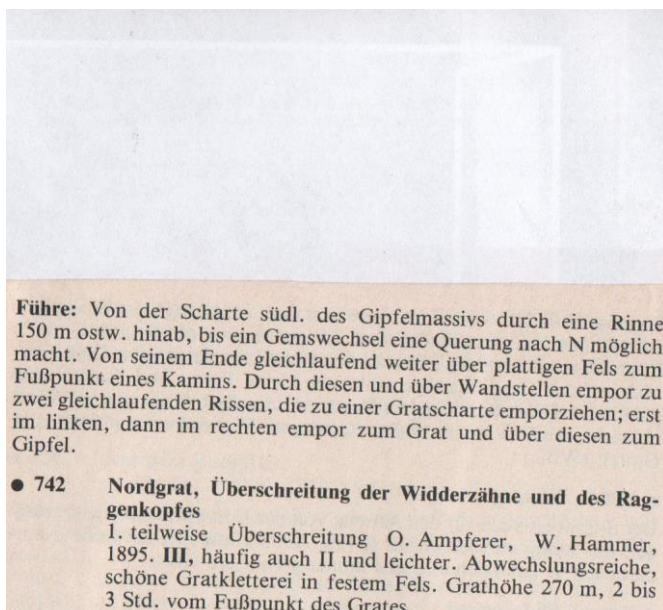 Führe: Von der Scharte südl. des Gipfelmassivs durch eine Rinne
150 m ostw. hinab, bis ein Gemswechsel eine Querung nach N möglich
macht. Von seinem Ende gleichlaufend weiter über plattigen Fels zum
Fußpunkt eines Kamins. Durch diesen und über Wandstellen empor zu
zwei gleichlaufenden Rissen, die zu einer Gratscharte emporziehen; erst
im linken, dann im rechten empor zum Grat und über diesen zum
Gipfel.
● 742 Nordgrat, Überschreitung der Widderzähne und des Rag-
genkopfes
1. teilweise Überschreitung O. Ampferer, W. Hammer,
1895. III, häufig auch II und leichter. Abwechslungsreiche,
schöne Gratkletterei in festem Fels. Grathöhe 270 m, 2 bis
3 Std. vom Fußpunkt des Grates